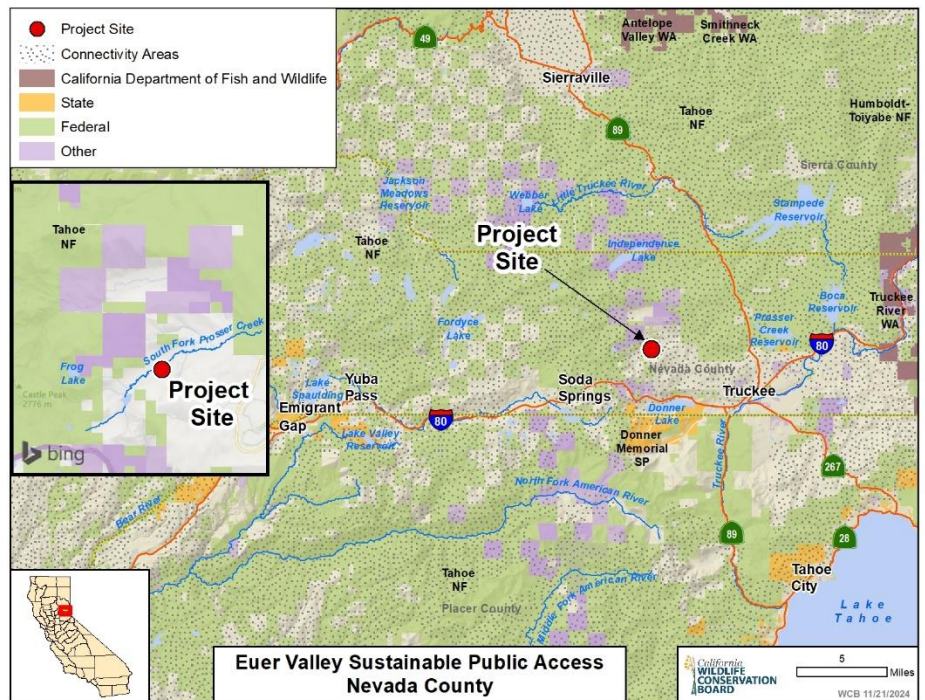 Project Site
Connectivity Areas
California Department of Fish and Wildlife
State
Federal
Other
49
Antelope
Valley WA
Smithneck
Creek WA
Sierraville
89
Tahoe
NF
Humboldt-
Toiyabe NF
Sierra County
Jackson
Meadows
Reservoir
Webber
Lake
Little Truckee River
Stampede
Reservoir
Project
Site
Tahoe
NF
Independence
Lake
Boca
Reservoir
Truckee
River
WA
Fordyce
Lake
Prosser
Creek
Reservoir
80
Nevada County
Truckee
Lake
Spaulding
Yuba
Pass
Soda
Springs
Emigrant
Gap
80
Donner
Lake
Lake Valley
Reservoir
Donner
Memorial
SP
Truckee River
267
Bear River
North Fork American River
89
28
Tahoe
NF
Placer County
Middle Fork American River
Tahoe
City
Lake
Tahoe
Tahoe
NF
South Fork Prosser Creek
Frog
Lake
Castle Peak
2776 m
Project
Site
bing
Euer Valley Sustainable Public Access
Nevada County
California
WILDLIFE
CONSERVATION
BOARD
5
Miles
WCB 11/21/2024